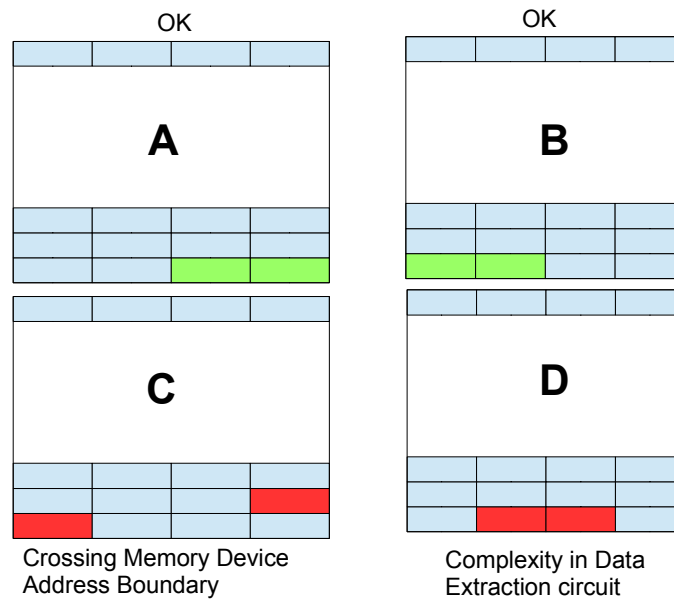 OK
OK
A
B
C
D
Crossing Memory Device
Address Boundary
Complexity in Data
Extraction circuit